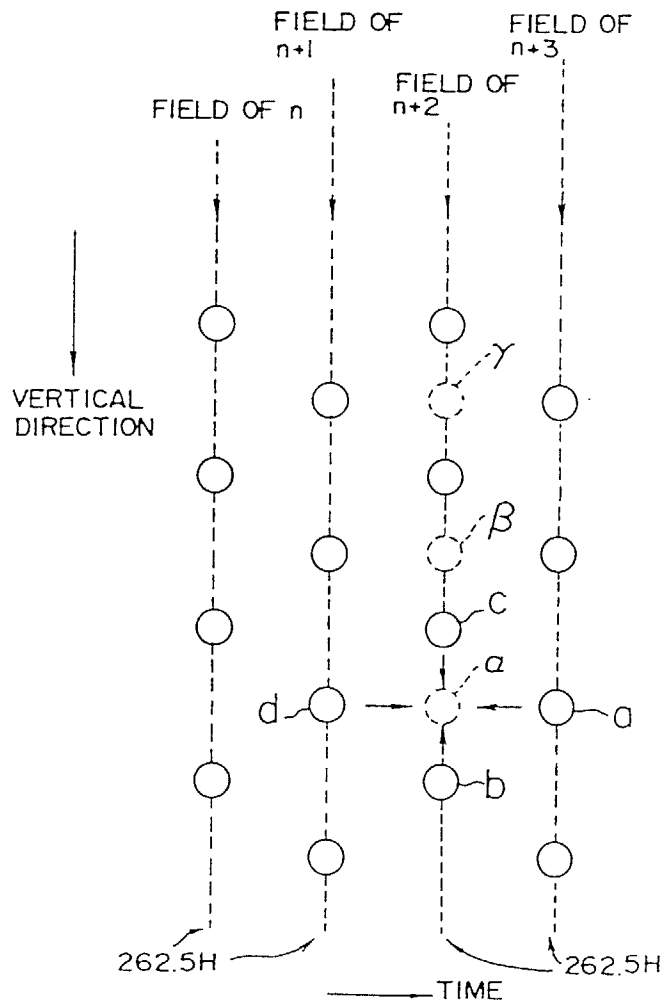 FIELD OF
n+1
FIELD OF
n+3
FIELD OF
n+2
FIELD OF n
γ
VERTICAL
DIRECTION
β
c
α
d
a
b
262.5H
262.5H
TIME